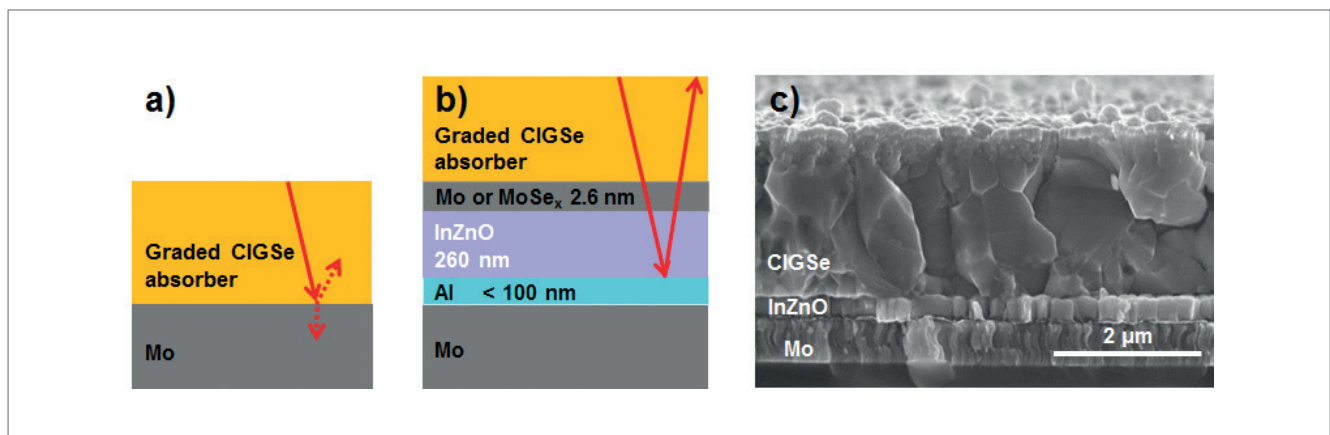 a)
Graded CIGSe
absorber
Mo
b)
Graded CIGSe
absorber
Mo or MoSeₓ 2.6 nm
InZnO
260 nm
Al < 100 nm
Mo
c)
CIGSe
InZnO
Mo
2 µm